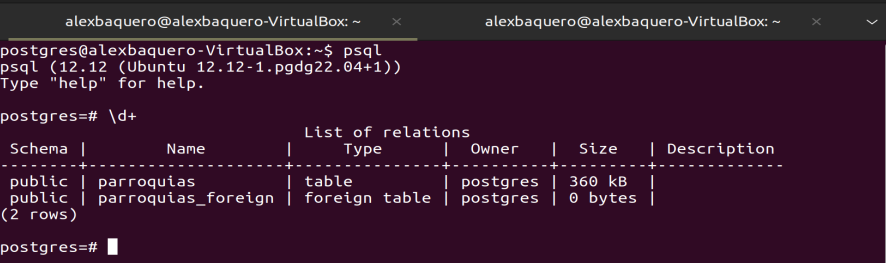 alexbaquero@alexbaquero-VirtualBox: ~ × alexbaquero@alexbaquero-VirtualBox: ~ ×
postgres@alexbaquero-VirtualBox:~$ psql
psql (12.12 (Ubuntu 12.12-1.pgdg22.04+1))
Type "help" for help.
postgres=# \d+
List of relations
Schema | Name | Type | Owner | Size | Description
--------+--------------------+---------------+----------+---------+-------------
public | parroquias | table | postgres | 360 kB |
public | parroquias_foreign | foreign table | postgres | 0 bytes |
(2 rows)
postgres=#